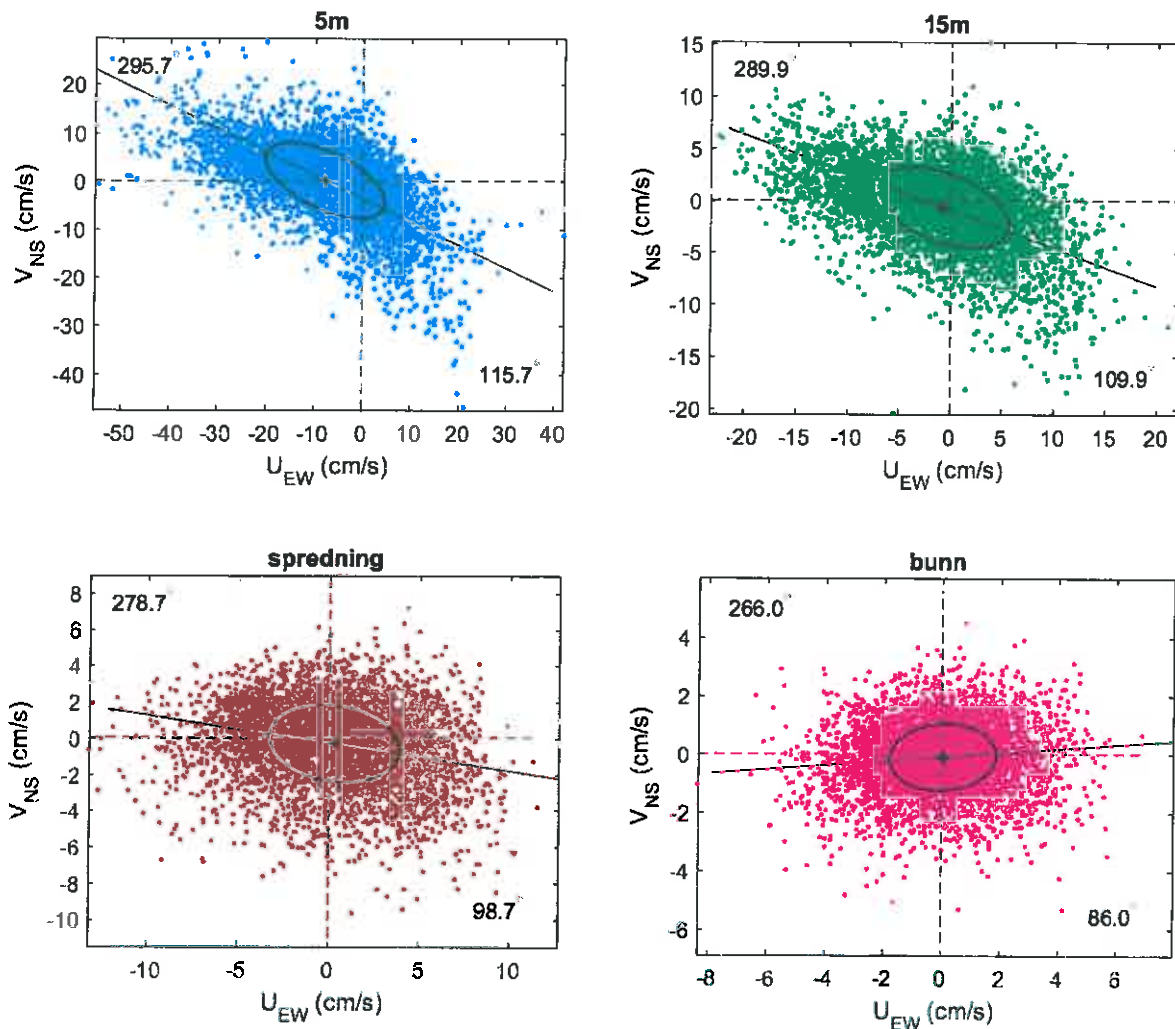 5m
295.7°
20
10
0
-10
-20
-30
-40
V_NS (cm/s)
115.7°
-50 -40 -30 -20 -10 0 10 20 30 40
U_EW (cm/s)
15m
15
10
5
0
-5
-10
-15
-20
V_NS (cm/s)
289.9°
109.9°
-20 -15 -10 -5 0 5 10 15 20
U_EW (cm/s)
spredning
8
6
4
2
0
-2
-4
-6
-8
-10
V_NS (cm/s)
278.7°
98.7°
-10 -5 0 5 10
U_EW (cm/s)
bunn
4
2
0
-2
-4
-6
V_NS (cm/s)
266.0°
86.0°
-8 -6 -4 -2 0 2 4 6
U_EW (cm/s)